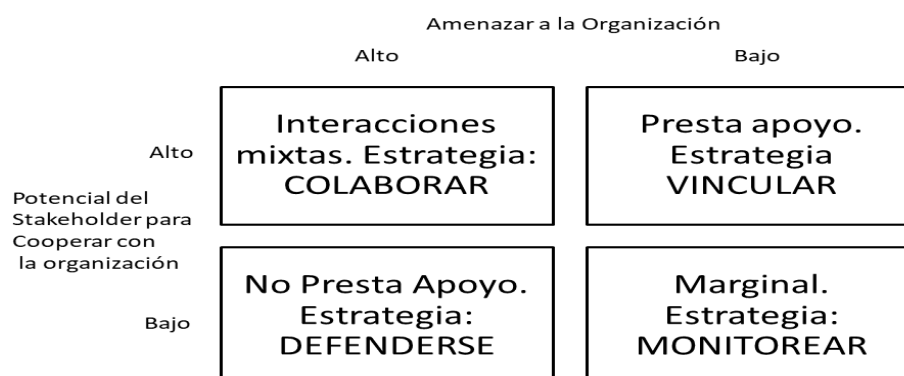 Amenazar a la Organización
Alto
Bajo
Alto
Potencial del
Stakeholder para
Cooperar con
la organización
Bajo
Interacciones
mixtas. Estrategia:
COLABORAR
Presta apoyo.
Estrategia
VINCULAR
No Presta Apoyo.
Estrategia:
DEFENDERSE
Marginal.
Estrategia:
MONITOREAR